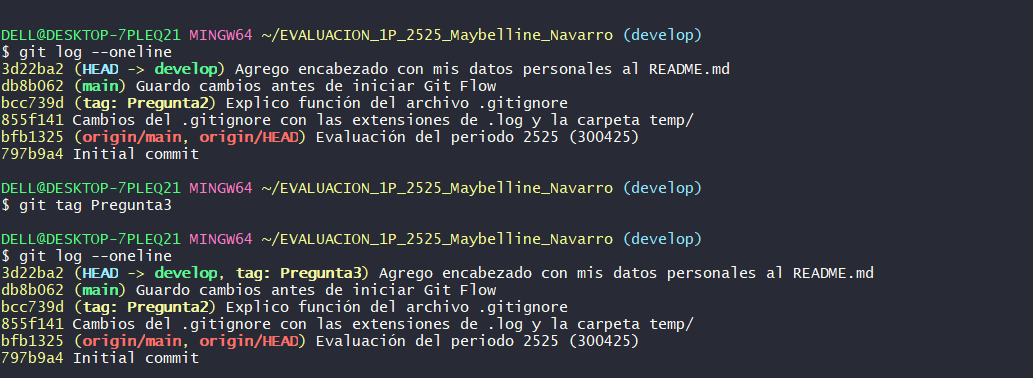 DELL@DESKTOP-7PLEQ21 MINGW64 ~/EVALUACION_1P_2525_Maybelline_Navarro (develop)
$ git log --oneline
3d22ba2 (HEAD -> develop) Agrego encabezado con mis datos personales al README.md
db8b062 (main) Guardo cambios antes de iniciar Git Flow
bcc739d (tag: Pregunta2) Explico función del archivo .gitignore
855f141 Cambios del .gitignore con las extensiones de .log y la carpeta temp/
bfb1325 (origin/main, origin/HEAD) Evaluación del periodo 2525 (300425)
797b9a4 Initial commit
DELL@DESKTOP-7PLEQ21 MINGW64 ~/EVALUACION_1P_2525_Maybelline_Navarro (develop)
$ git tag Pregunta3
DELL@DESKTOP-7PLEQ21 MINGW64 ~/EVALUACION_1P_2525_Maybelline_Navarro (develop)
$ git log --oneline
3d22ba2 (HEAD -> develop, tag: Pregunta3) Agrego encabezado con mis datos personales al README.md
db8b062 (main) Guardo cambios antes de iniciar Git Flow
bcc739d (tag: Pregunta2) Explico función del archivo .gitignore
855f141 Cambios del .gitignore con las extensiones de .log y la carpeta temp/
bfb1325 (origin/main, origin/HEAD) Evaluación del periodo 2525 (300425)
797b9a4 Initial commit